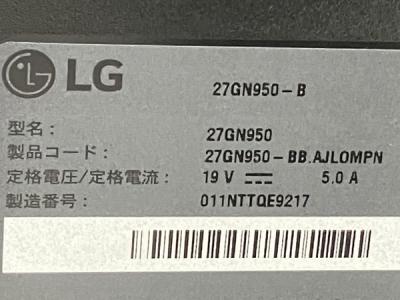 LG 27GN950-B
型名: 27GN950
製品コード: 27GN950-BB.AJLOMPN
定格電圧/定格電流: 19 V ⎓ 5.0 A
製造番号: 011NTTQE9217